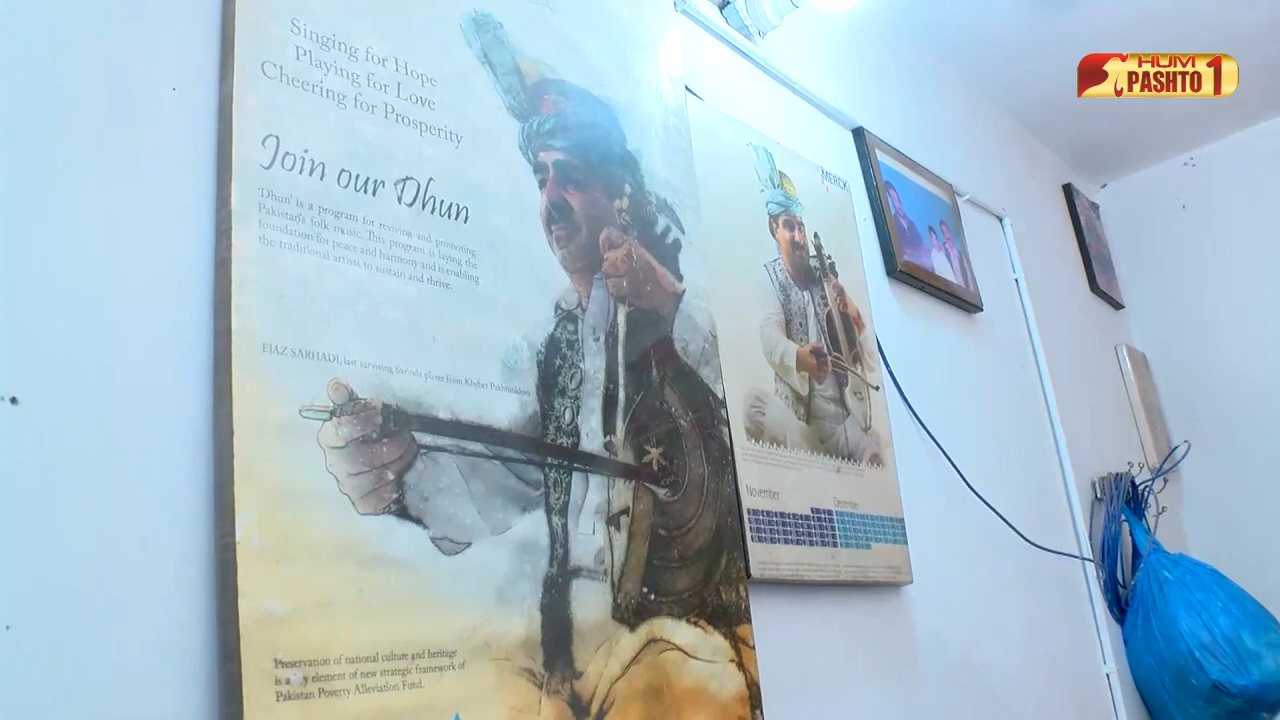 Singing for Hope
Playing for Love
Cheering for Prosperity
Join our Dhun
'Dhun' is a program for reviving and promoting
Pakistan's folk music. This program is laying the
foundation for peace and harmony and is enabling
the traditional artistes to sustain and thrive.
EJAZ SARHADI, last surviving Sarinda player from Khyber Pakhtunkhwa
Preservation of national culture and heritage
is a key element of new strategic framework of
Pakistan Poverty Alleviation Fund.
MERCK
November
December
HUM
PASHTO 1